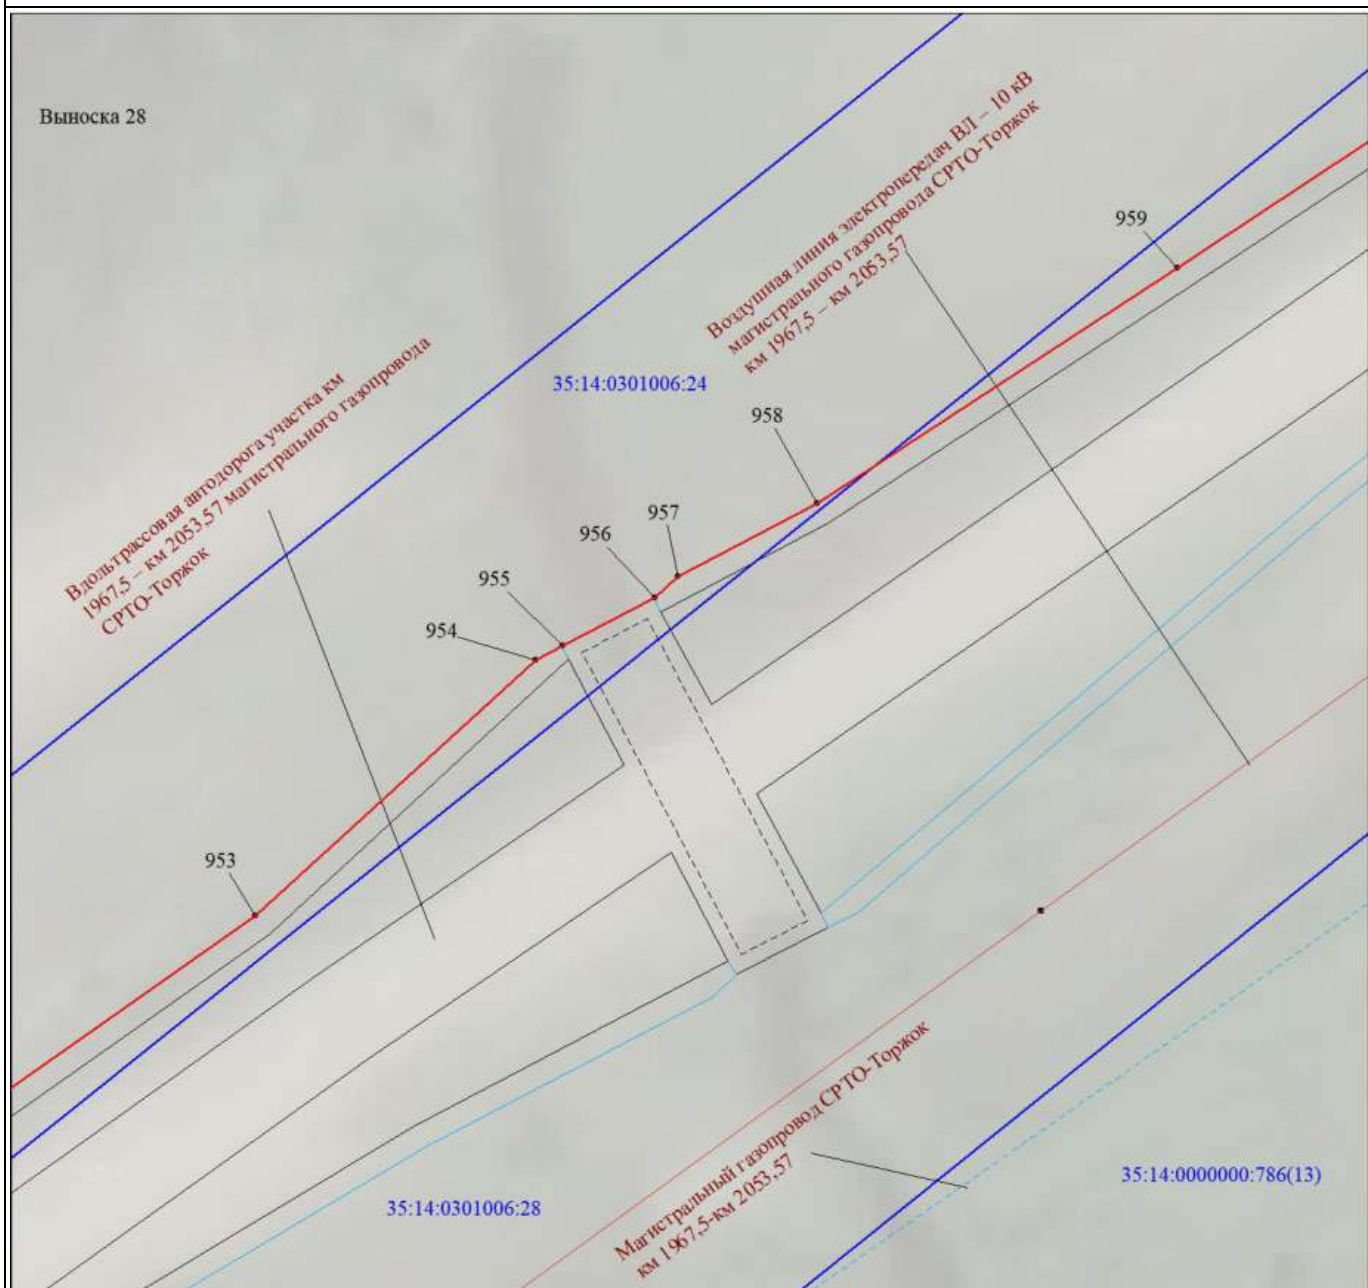 Выноска 28
Воздушная линия электропередач ВЛ – 10 кВ
магистрального газопровода СРТО-Торжок
км 1967,5 – км 2053,57
959
Вдольтрассовая автодорога участка км
1967,5 – км 2053,57 магистрального газопровода
СРТО-Торжок
35:14:0301006:24
958
957
956
955
954
953
Магистральный газопровод СРТО-Торжок
км 1967,5-км 2053,57
35:14:0000000:786(13)
35:14:0301006:28